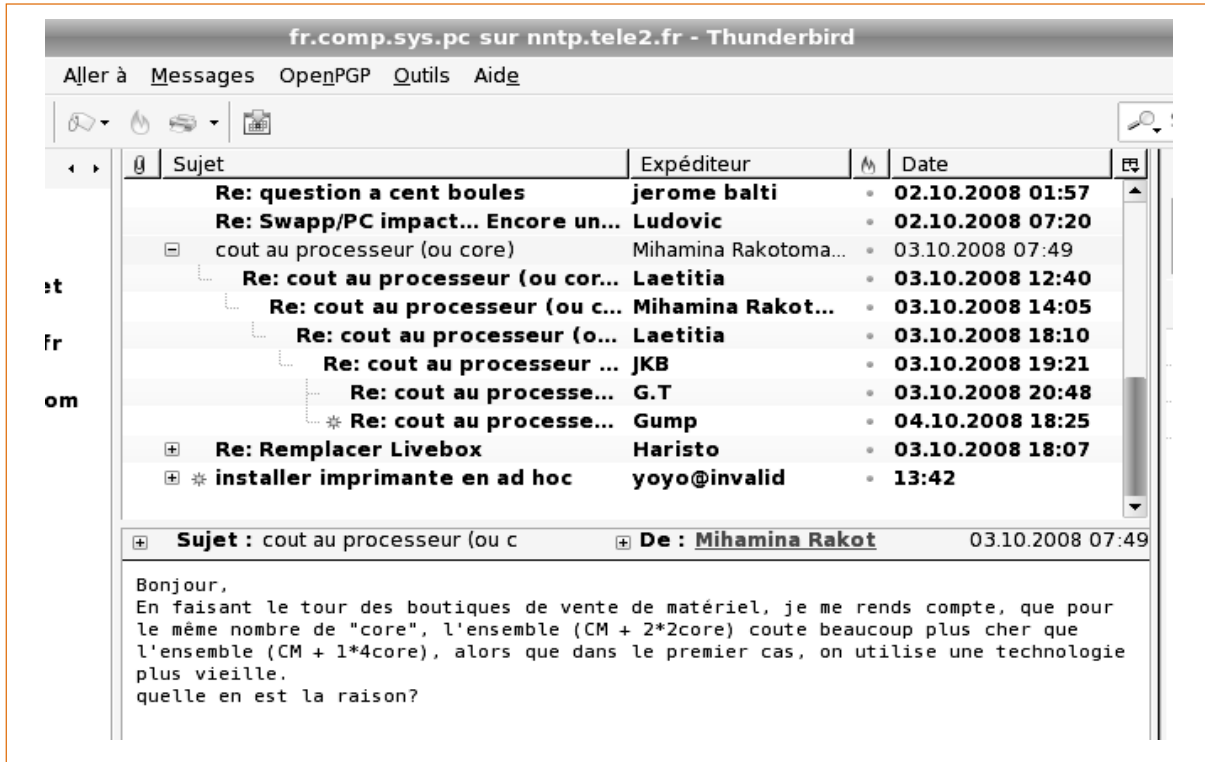 fr.comp.sys.pc sur nntp.tele2.fr - Thunderbird
Aller à Messages OpenPGP Outils Aide
Sujet Expéditeur Date
Re: question a cent boules jerome balti 02.10.2008 01:57
Re: Swapp/PC impact... Encore un... Ludovic 02.10.2008 07:20
cout au processeur (ou core) Mihamina Rakotoma... 03.10.2008 07:49
et Re: cout au processeur (ou cor... Laetitia 03.10.2008 12:40
Re: cout au processeur (ou c... Mihamina Rakot... 03.10.2008 14:05
fr Re: cout au processeur (o... Laetitia 03.10.2008 18:10
Re: cout au processeur ... JKB 03.10.2008 19:21
om Re: cout au processe... G.T 03.10.2008 20:48
Re: cout au processe... Gump 04.10.2008 18:25
Re: Remplacer Livebox Haristo 03.10.2008 18:07
installer imprimante en ad hoc yoyo@invalid 13:42
Sujet : cout au processeur (ou c De : Mihamina Rakot 03.10.2008 07:49
Bonjour,
En faisant le tour des boutiques de vente de matériel, je me rends compte, que pour
le même nombre de "core", l'ensemble (CM + 2*2core) coute beaucoup plus cher que
l'ensemble (CM + 1*4core), alors que dans le premier cas, on utilise une technologie
plus vieille.
quelle en est la raison?